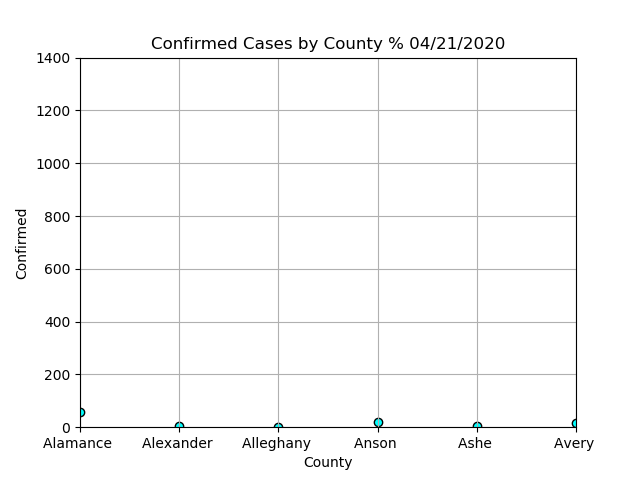 Confirmed Cases by County % 04/21/2020
1400
1200
1000
800
600
400
200
0
Confirmed
Alamance Alexander Alleghany Anson Ashe Avery
County